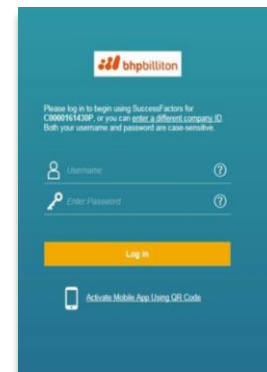 bhpbilliton
Please log in to begin using SuccessFactors for
C0000161430P, or you can enter a different company ID.
Both your username and password are case-sensitive.
Username
Enter Password
Log in
Activate Mobile App Using QR Code